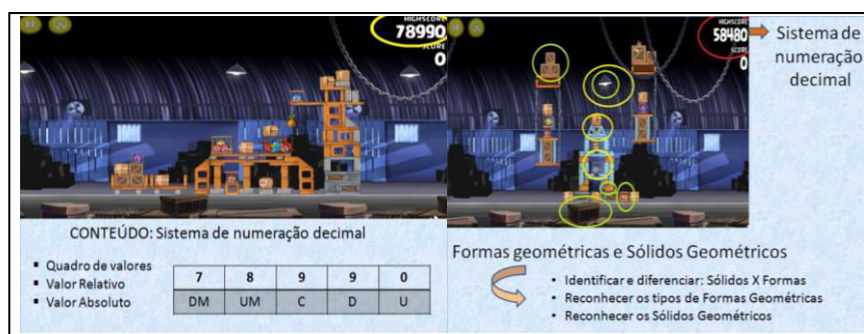 HIGHSCORE
78990
SCORE
0
CONTEÚDO: Sistema de numeração decimal
▪ Quadro de valores
▪ Valor Relativo
▪ Valor Absoluto
7 8 9 9 0
DM UM C D U
HIGHSCORE
58480
SCORE
0
Sistema de
numeração
decimal
Formas geométricas e Sólidos Geométricos
• Identificar e diferenciar: Sólidos X Formas
• Reconhecer os tipos de Formas Geométricas
• Reconhecer os Sólidos Geométricos